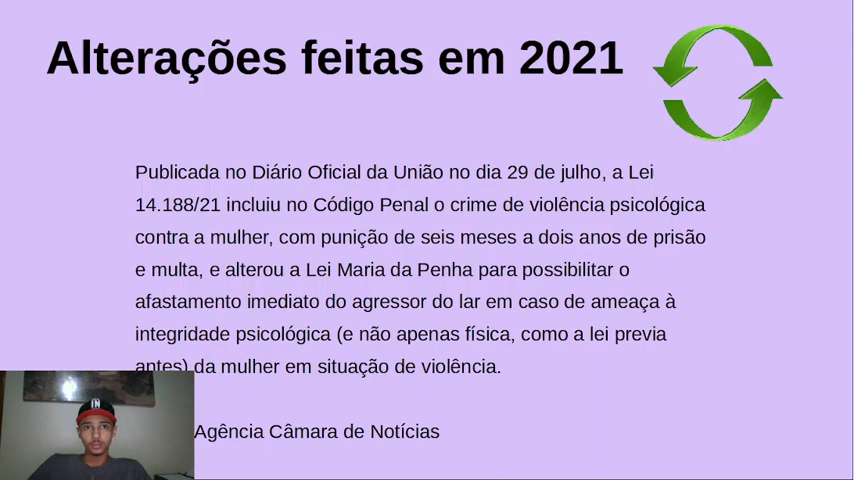 Alterações feitas em 2021
Publicada no Diário Oficial da União no dia 29 de julho, a Lei
14.188/21 incluiu no Código Penal o crime de violência psicológica
contra a mulher, com punição de seis meses a dois anos de prisão
e multa, e alterou a Lei Maria da Penha para possibilitar o
afastamento imediato do agressor do lar em caso de ameaça à
integridade psicológica (e não apenas física, como a lei previa
antes) da mulher em situação de violência.
Agência Câmara de Notícias
IN